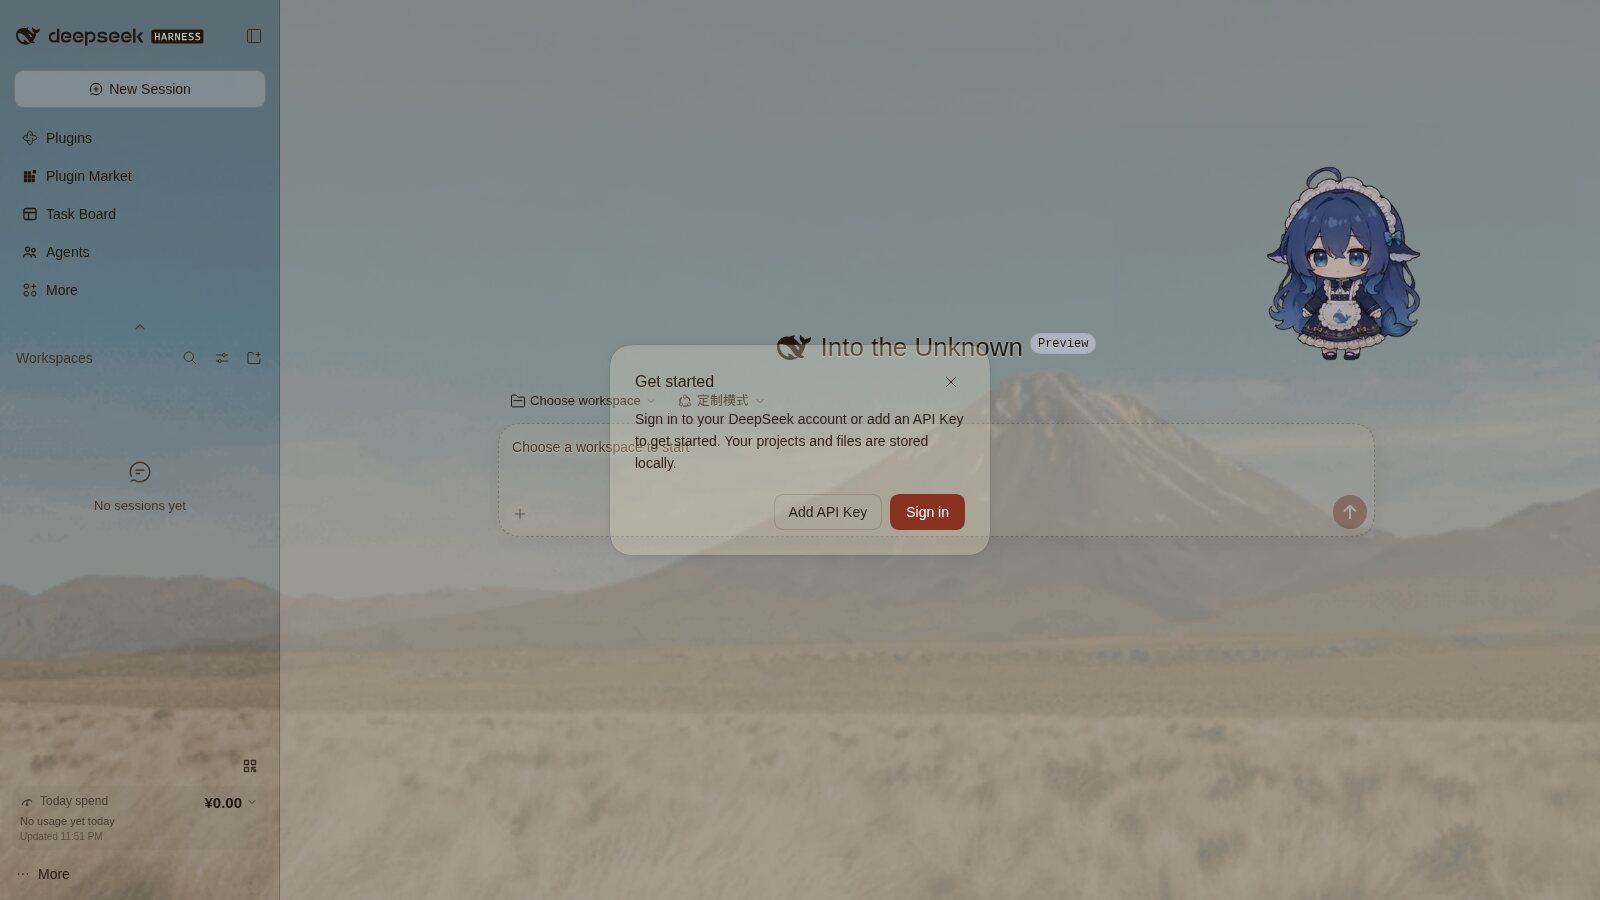 deepseek HARNESS
New Session
Plugins
Plugin Market
Task Board
Agents
More
Workspaces
No sessions yet
Today spend
¥0.00
No usage yet today
Updated 11:51 PM
More
Into the Unknown
Preview
Choose workspace
定制模式
Choose a workspace to start
Get started
Sign in to your DeepSeek account or add an API Key
to get started. Your projects and files are stored
locally.
Add API Key
Sign in